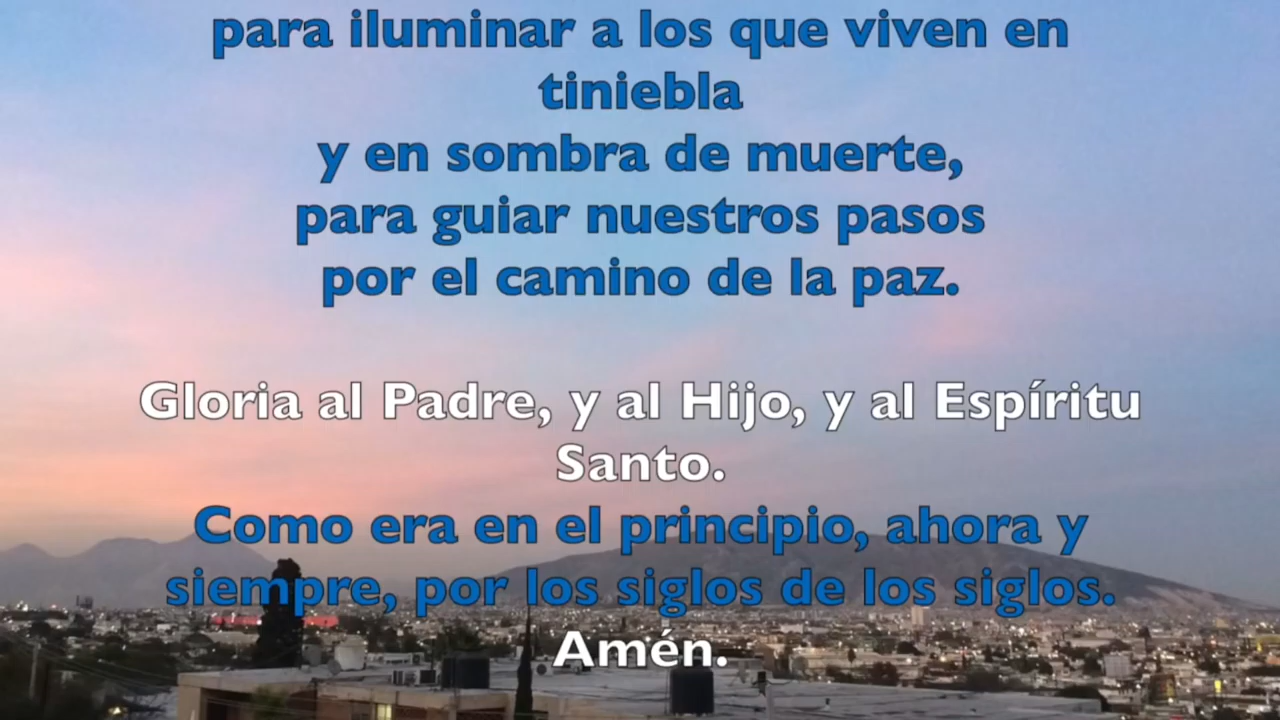 para iluminar a los que viven en
tiniebla
y en sombra de muerte,
para guiar nuestros pasos
por el camino de la paz.
Gloria al Padre, y al Hijo, y al Espíritu
Santo.
Como era en el principio, ahora y
siempre, por los siglos de los siglos.
Amén.